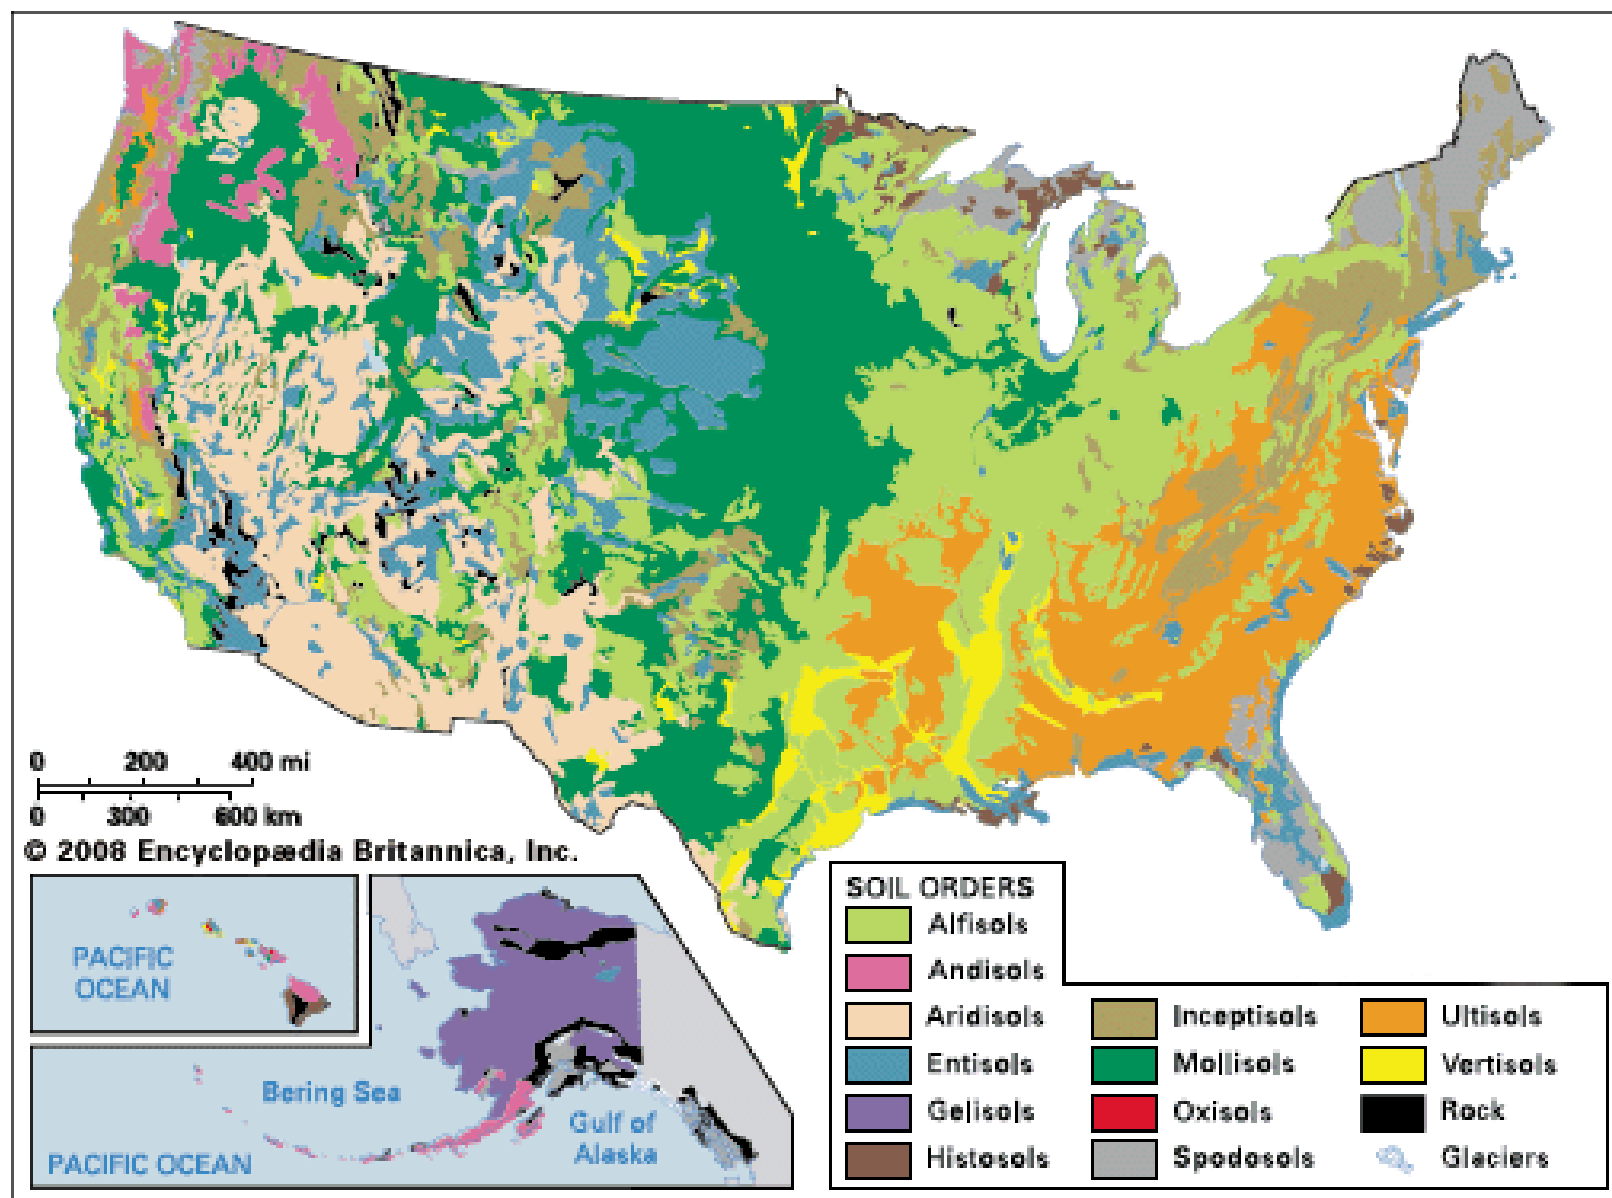 0 200 400 mi
0 300 600 km
© 2008 Encyclopædia Britannica, Inc.
PACIFIC
OCEAN
Bering Sea
Gulf of
Alaska
PACIFIC OCEAN
SOIL ORDERS
Alfisols
Andisols
Aridisols
Entisols
Gelisols
Histosols
Inceptisols
Mollisols
Oxisols
Spodosols
Ultisols
Vertisols
Rock
Glaciers